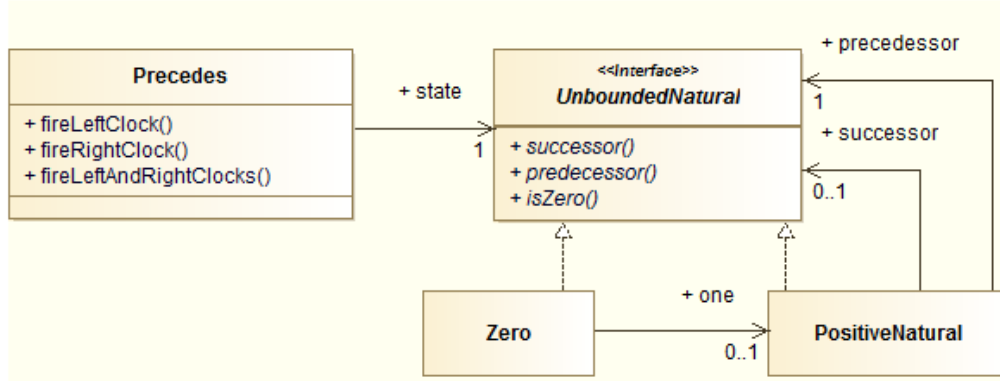 Precedes
+ fireLeftClock()
+ fireRightClock()
+ fireLeftAndRightClocks()
+ state
1
<<Interface>>
UnboundedNatural
+ successor()
+ predecessor()
+ isZero()
+ precedessor
1
+ successor
0..1
Zero
+ one
0..1
PositiveNatural